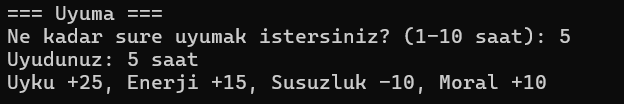 === Uyuma ===
Ne kadar sure uyumak istersiniz? (1-10 saat): 5
Uyudunuz: 5 saat
Uyku +25, Enerji +15, Susuzluk -10, Moral +10